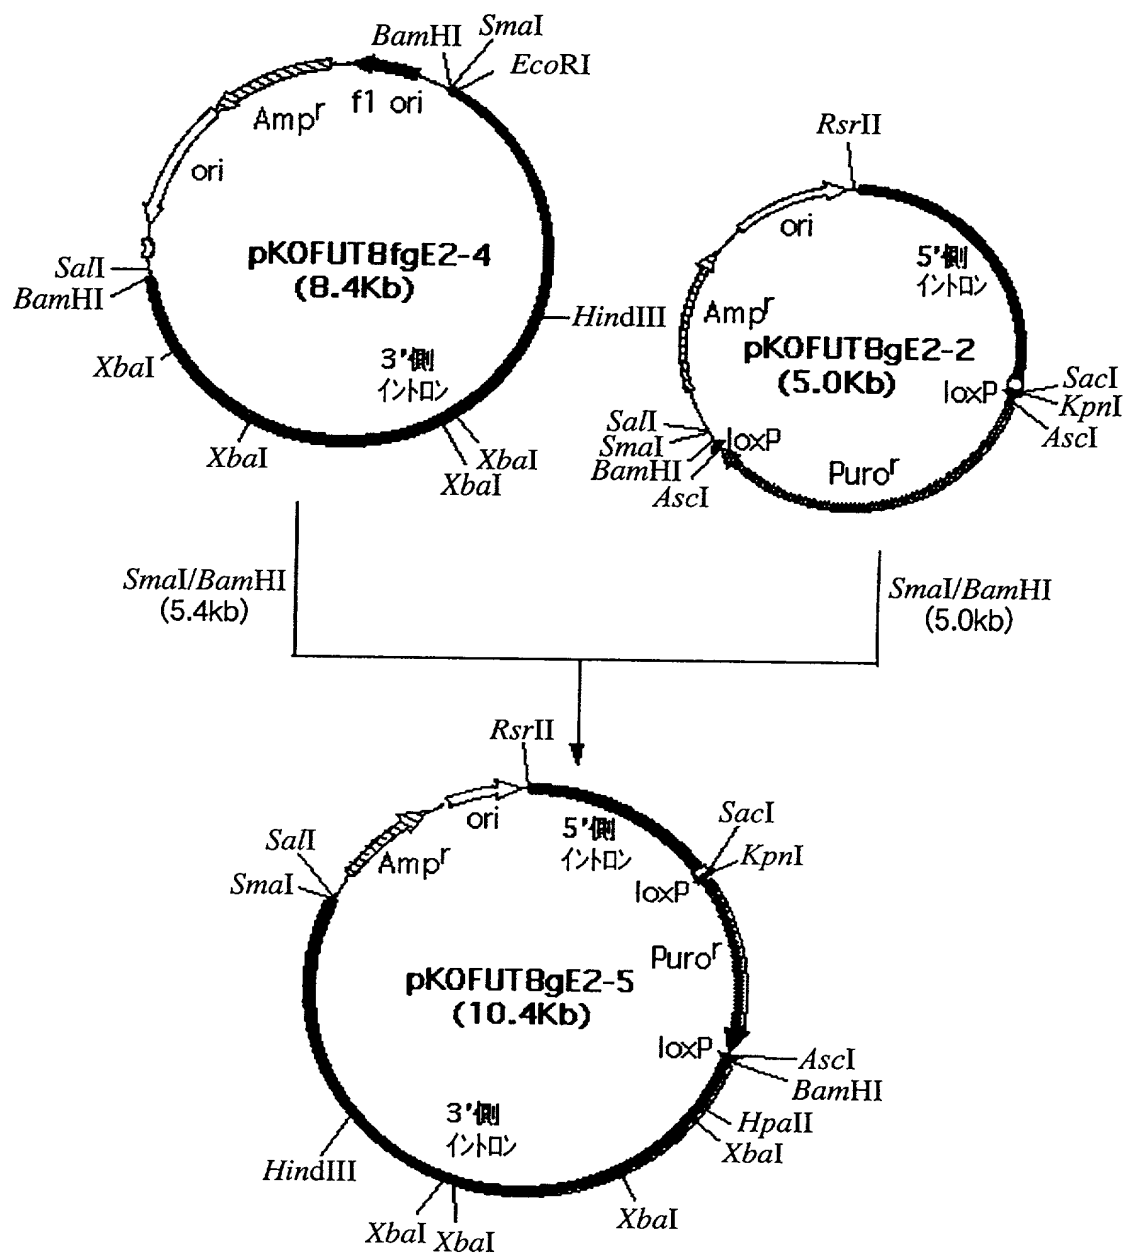 BamHI
SmaI
EcoRI
f1 ori
Ampr
ori
pKOFUT8fgE2-4
(8.4Kb)
SalI
BamHI
XbaI
XbaI
3'側
イントロン
XbaI
XbaI
HindIII
RsrII
ori
5'側
イントロン
Ampr
pKOFUT8gE2-2
(5.0Kb)
loxP
SacI
KpnI
AscI
SalI
SmaI
BamHI
AscI
loxP
Puror
SmaI/BamHI
(5.4kb)
SmaI/BamHI
(5.0kb)
RsrII
ori
5'側
イントロン
SacI
KpnI
loxP
Ampr
SalI
SmaI
Puror
pKOFUT8gE2-5
(10.4Kb)
loxP
AscI
BamHI
HpaII
XbaI
3'側
イントロン
HindIII
XbaI
XbaI
XbaI